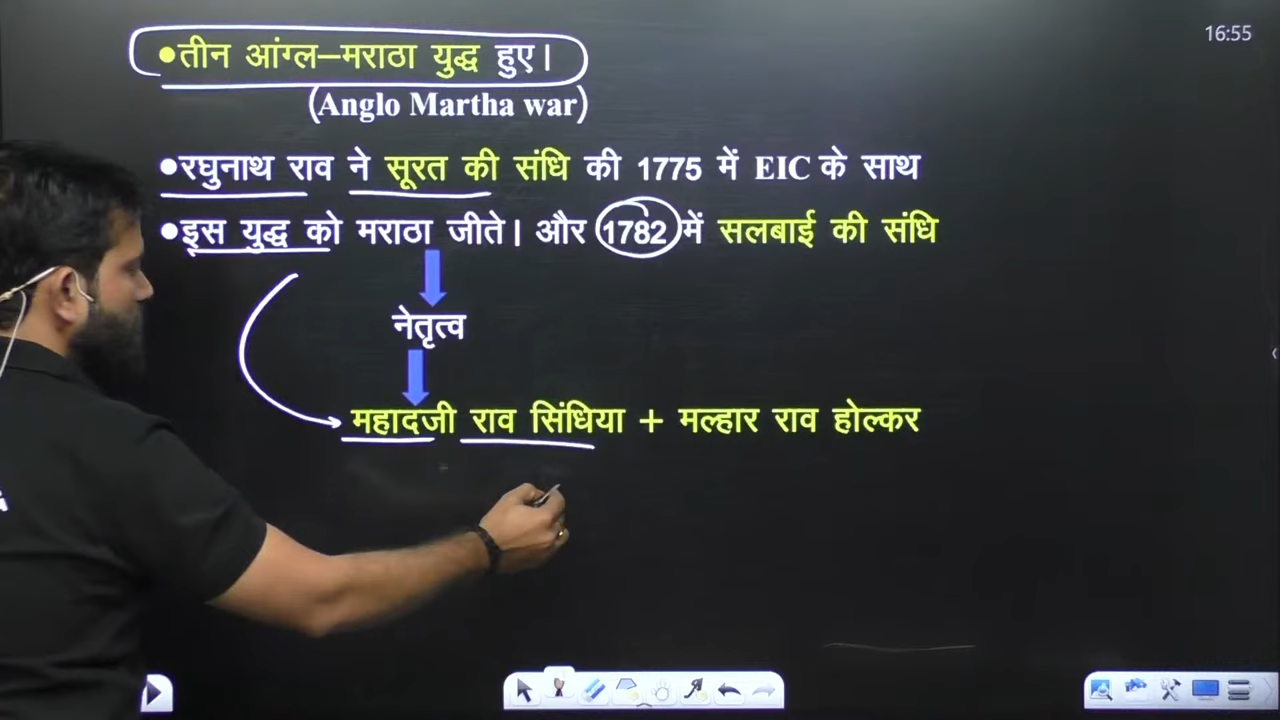 16:55
•तीन आंग्ल–मराठा युद्ध हुए।
(Anglo Martha war)
•रघुनाथ राव ने सूरत की संधि की 1775 में EIC के साथ
•इस युद्ध को मराठा जीते। और 1782 में सलबाई की संधि
नेतृत्व
महादजी राव सिंधिया + मल्हार राव होल्कर